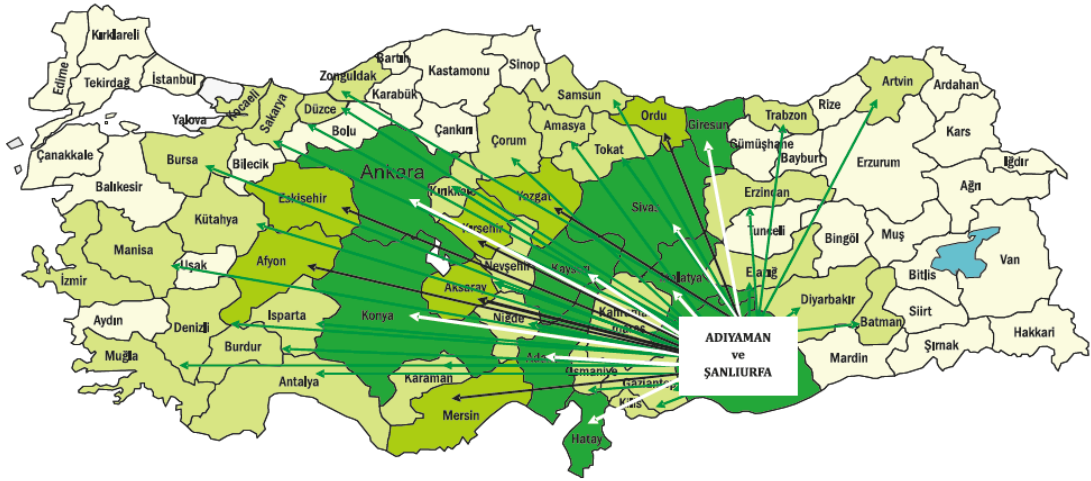 Kırklareli
Edirne
Tekirdağ
İstanbul
Kocaeli
Sakarya
Yalova
Zonguldak
Bartın
Kastamonu
Sinop
Karabük
Düzce
Bolu
Çankırı
Samsun
Ordu
Giresun
Trabzon
Rize
Artvin
Ardahan
Kars
Iğdır
Çanakkale
Bursa
Bilecik
Balıkesir
Ankara
Çorum
Amasya
Tokat
Gümüşhane
Bayburt
Erzurum
Ağrı
Eskişehir
Kırıkkale
Yozgat
Sivas
Erzincan
Tunceli
Kütahya
Manisa
Uşak
Afyon
Kırşehir
Nevşehir
Kayseri
Malatya
Elazığ
Bingöl
Muş
Bitlis
Van
İzmir
Aksaray
Niğde
Diyarbakır
Batman
Siirt
Aydın
Denizli
Isparta
Konya
Burdur
Muğla
Antalya
Karaman
Mersin
Osmaniye
Gaziantep
Kilis
Hatay
ADIYAMAN
ve
ŞANLIURFA
Mardin
Şırnak
Hakkari